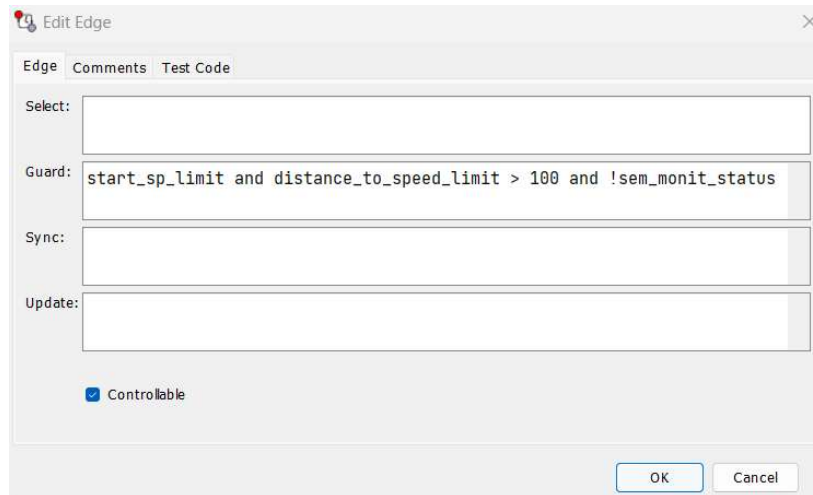 Edit Edge
Edge Comments Test Code
Select:
Guard: start_sp_limit and distance_to_speed_limit > 100 and !sem_monit_status
Sync:
Update:
Controllable
OK Cancel